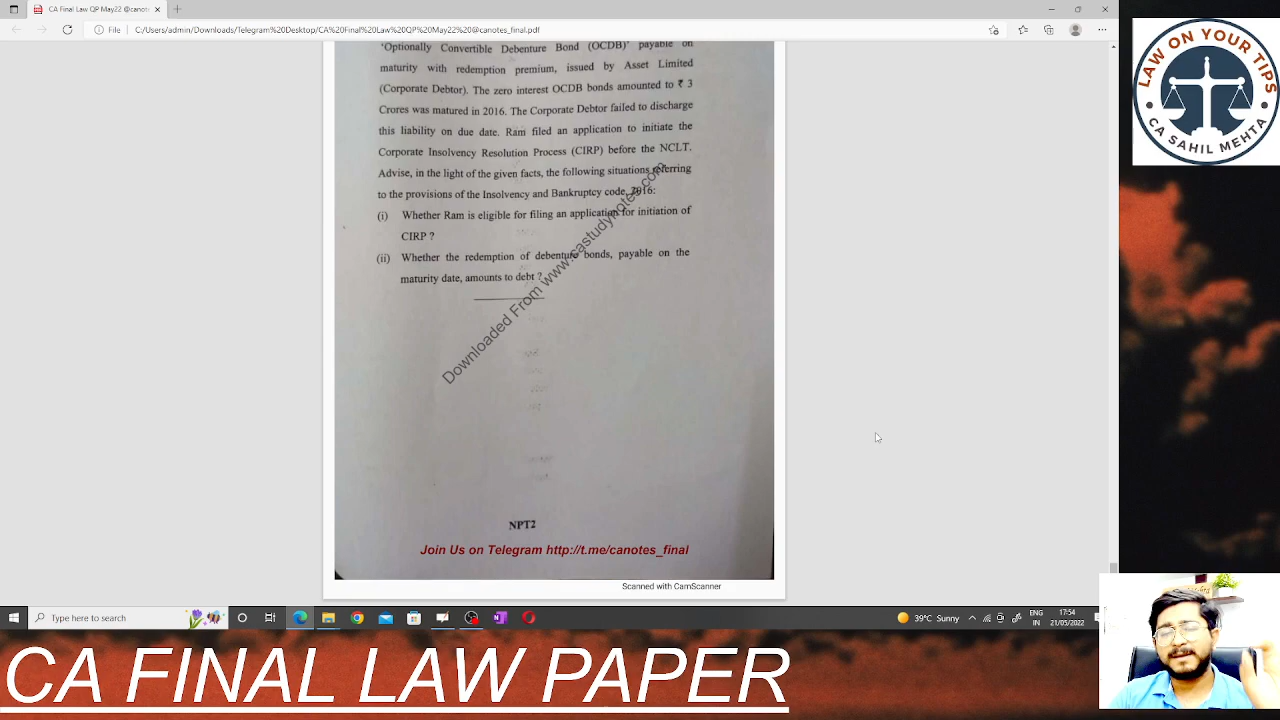 CA Final Law QP May22 @canote
File
C:/Users/admin/Downloads/Telegram%20Desktop/CA%20Final%20Law%20QP%20May22%20@canotes_final.pdf
'Optionally Convertible Debenture Bond (OCDB)' payable on
maturity with redemption premium, issued by Asset Limited
(Corporate Debtor). The zero interest OCDB bonds amounted to ₹ 3
Crores was matured in 2016. The Corporate Debtor failed to discharge
this liability on due date. Ram filed an application to initiate the
Corporate Insolvency Resolution Process (CIRP) before the NCLT.
Advise, in the light of the given facts, the following situations referring
to the provisions of the Insolvency and Bankruptcy code, 2016:
(i) Whether Ram is eligible for filing an application for initiation of
CIRP ?
(ii) Whether the redemption of debenture bonds, payable on the
maturity date, amounts to debt ?
Downloaded From www.castudynotes.com
NPT2
Join Us on Telegram http://t.me/canotes_final
Scanned with CamScanner
LAW ON YOUR TIPS
CA SAHIL MEHTA
Type here to search
39°C Sunny
ENG
IN
17:54
21/05/2022
CA FINAL LAW PAPER